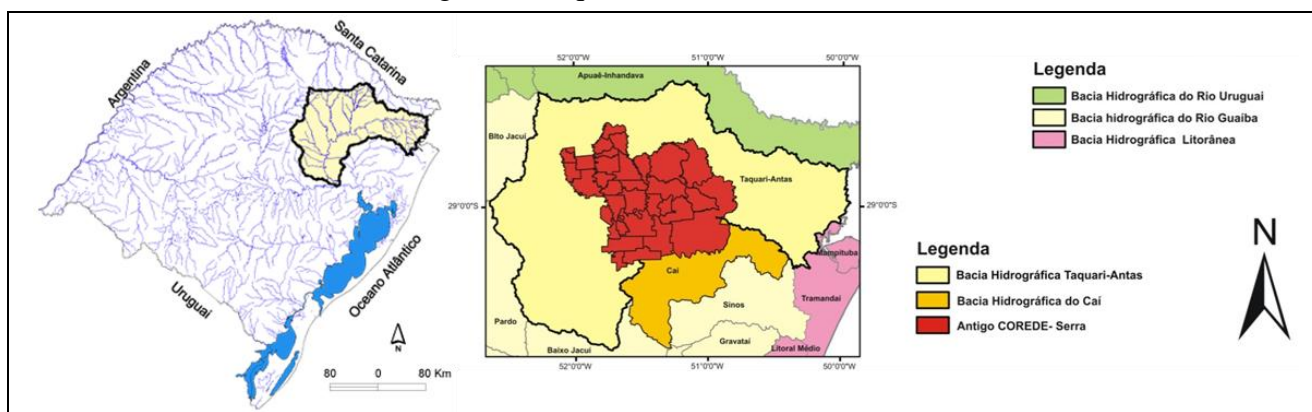 Argentina
Santa Catarina
Uruguai
Oceano Atlântico
N
80 0 80 Km
52°0'0"W 51°0'0"W 50°0'0"W
Apuaê-Inhandava
Blto Jacuí
Taquari-Antas
29°0'0"S 29°0'0"S
Mampituba
Caí
Tramandaí
Sinos
Pardo
Gravataí
Baixo Jacuí
Litoral Médio
52°0'0"W 51°0'0"W 50°0'0"W
Legenda
Bacia Hidrográfica do Rio Uruguai
Bacia hidrográfica do Rio Guaíba
Bacia Hidrográfica Litorânea
Legenda
Bacia Hidrográfica Taquari-Antas
Bacia Hidrográfica do Caí
Antigo COREDE- Serra
N